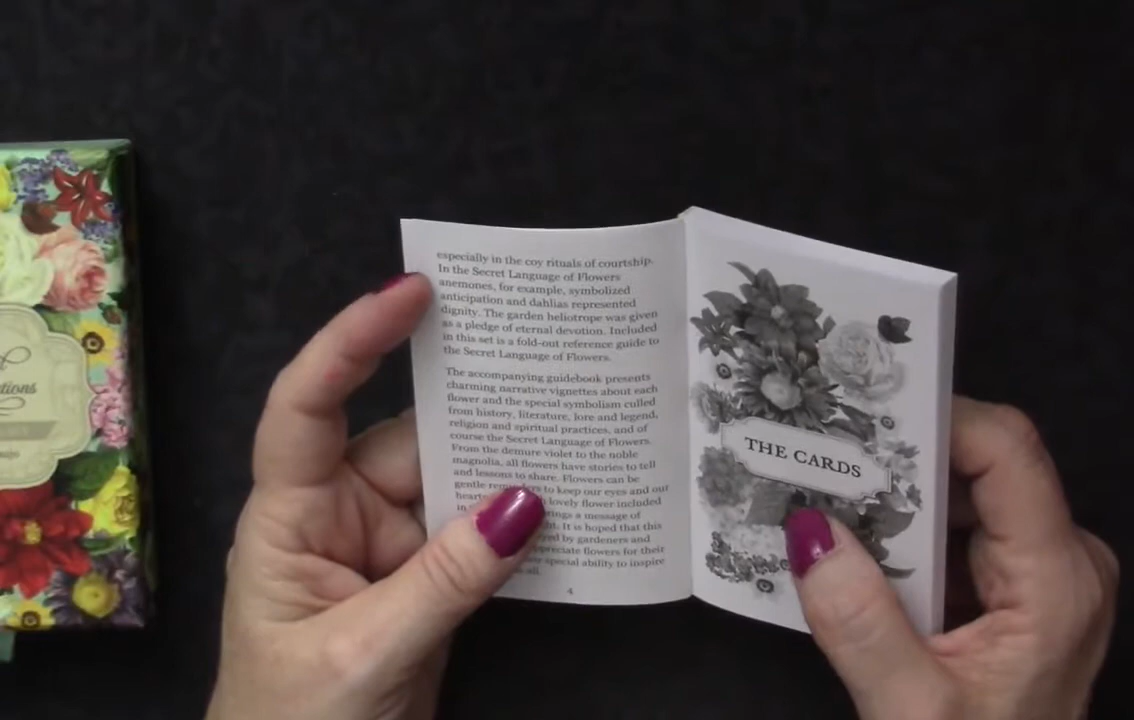 especially in the coy rituals of courtship.
In the Secret Language of Flowers
anemones, for example, symbolized
anticipation and dahlias represented
dignity. The garden heliotrope was given
as a pledge of eternal devotion. Included
in this set is a fold-out reference guide to
the Secret Language of Flowers.
The accompanying guidebook presents
charming narrative vignettes about each
flower and the special symbolism culled
from history, literature, lore and legend,
religion and spiritual practices, and of
course the Secret Language of Flowers.
From the demure violet to the noble
magnolia, all flowers have stories to tell
and lessons to share. Flowers can be
gentle to keep our eyes and our
lovely flower included
in a message of
It is hoped that this
by gardeners and
flowers for their
special ability to inspire
all.
4
THE CARDS